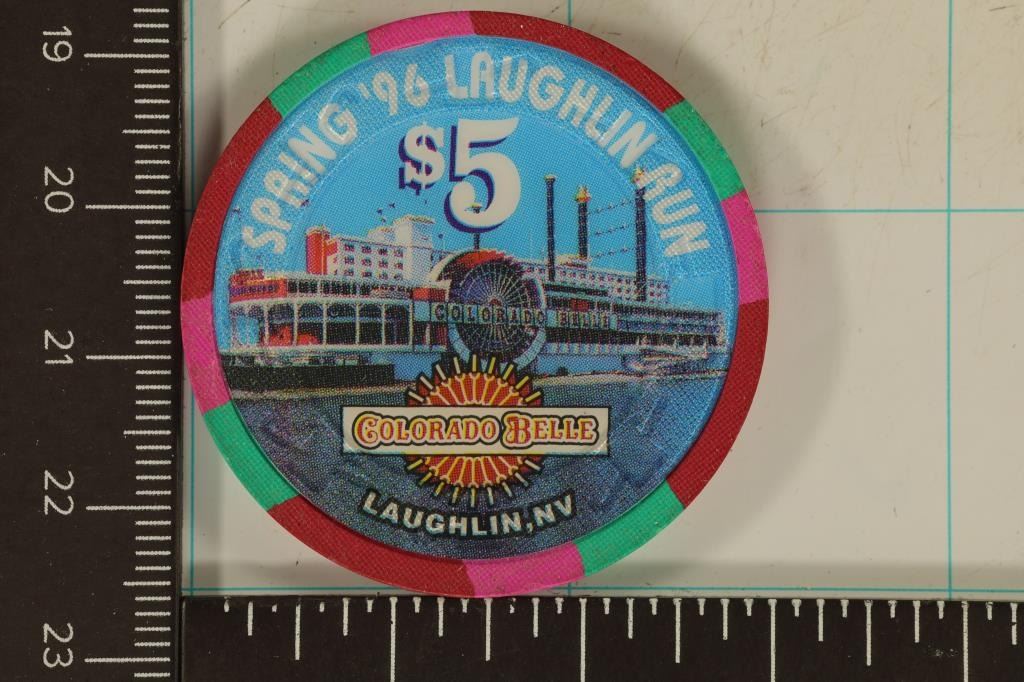 SPRING '96 LAUGHLIN RUN
$5
COLORADO BELLE
COLORADO BELLE
LAUGHLIN, NV
19
20
21
22
23